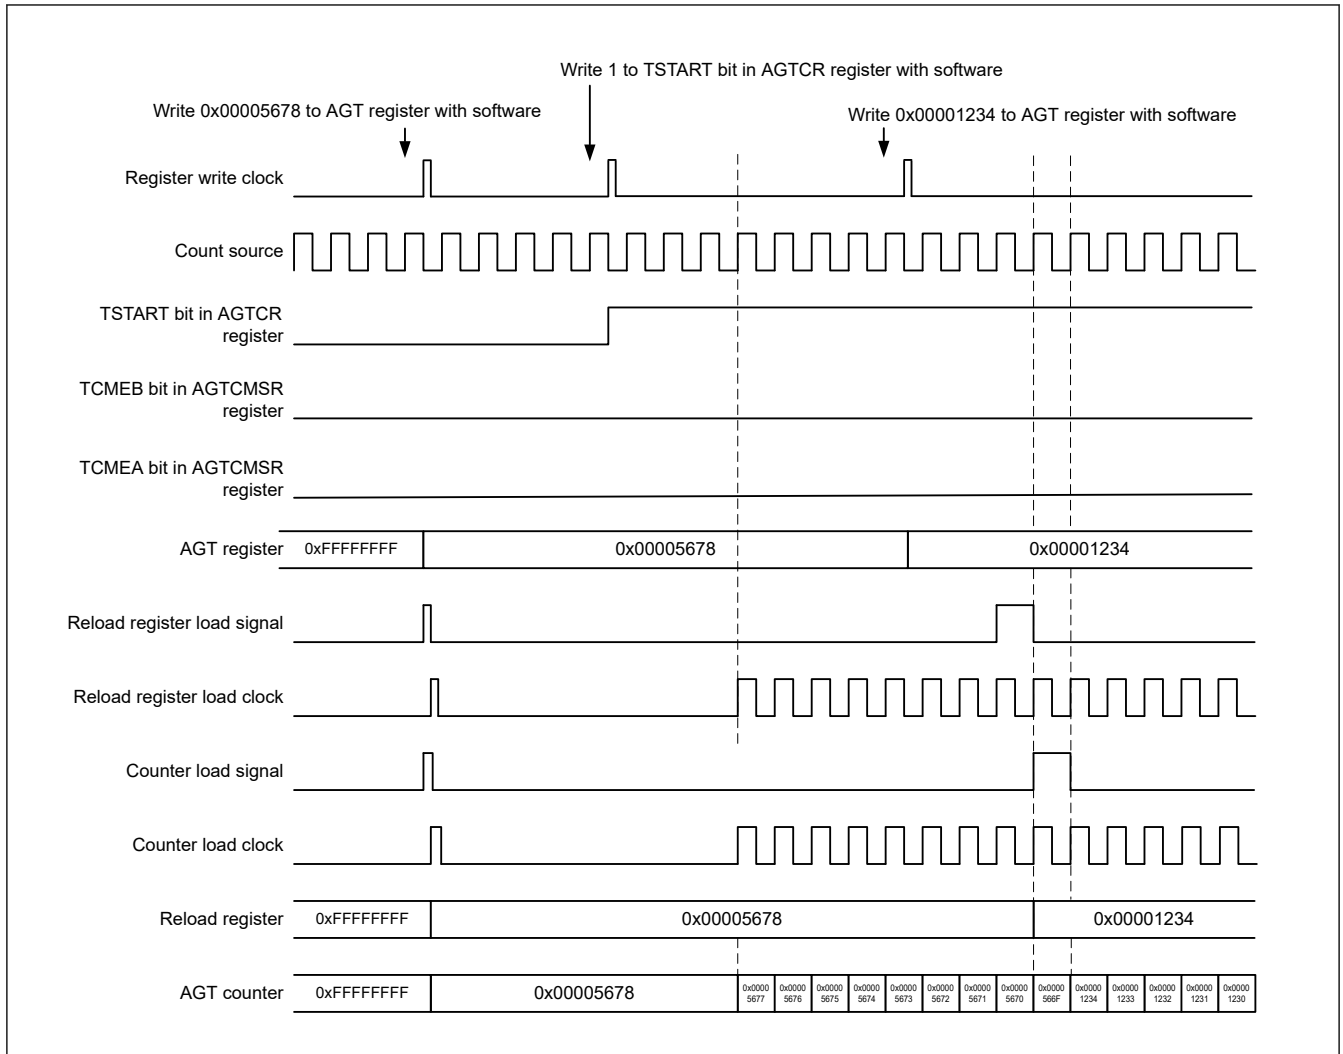 Write 1 to TSTART bit in AGTCR register with software
Write 0x00005678 to AGT register with software
Write 0x00001234 to AGT register with software
Register write clock
Count source
TSTART bit in AGTCR
register
TCMEB bit in AGTCMSR
register
TCMEA bit in AGTCMSR
register
AGT register 0xFFFFFFFF 0x00005678 0x00001234
Reload register load signal
Reload register load clock
Counter load signal
Counter load clock
Reload register 0xFFFFFFFF 0x00005678 0x00001234
AGT counter 0xFFFFFFFF 0x00005678
0x0000 0x0000 0x0000 0x0000 0x0000 0x0000 0x0000 0x0000 0x0000 0x0000 0x0000 0x0000 0x0000 0x0000
5677 5676 5675 5674 5673 5672 5671 5670 566F 1234 1233 1232 1231 1230